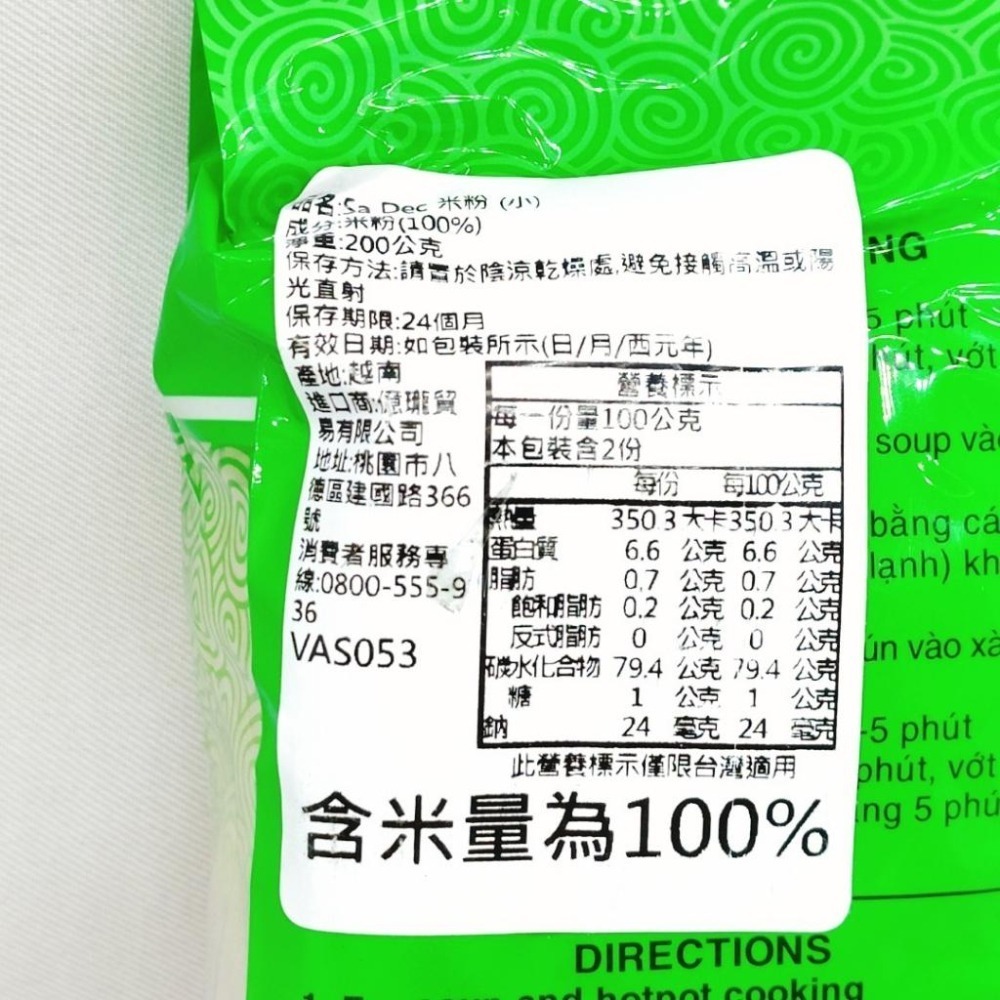 品名:Sa Dec 米粉 (小)
成分:米粉(100%)
淨重:200公克
保存方法:請置於陰涼乾燥處,避免接觸高溫或陽
光直射
保存期限:24個月
有效日期:如包裝所示(日/月/西元年)
產地:越南
進口商:億瓏貿
易有限公司
地址:桃園市八
德區建國路366
號
消費者服務專
線:0800-555-9
36
VAS053
營養標示
每一份量100公克
本包裝含2份
每份 每100公克
熱量 350.3 大卡 350.3 大卡
蛋白質 6.6 公克 6.6 公克
脂肪 0.7 公克 0.7 公克
飽和脂肪 0.2 公克 0.2 公克
反式脂肪 0 公克 0 公克
碳水化合物 79.4 公克 79.4 公克
糖 1 公克 1 公克
鈉 24 毫克 24 毫克
此營養標示僅限台灣適用
含米量為100%
NG
5 phút
hút, vớt
soup và
bằng cá
lạnh) kh
ún vào xà
-5 phút
phút, vớt
ng 5 phú
DIRECTIONS
and hotpot cooking